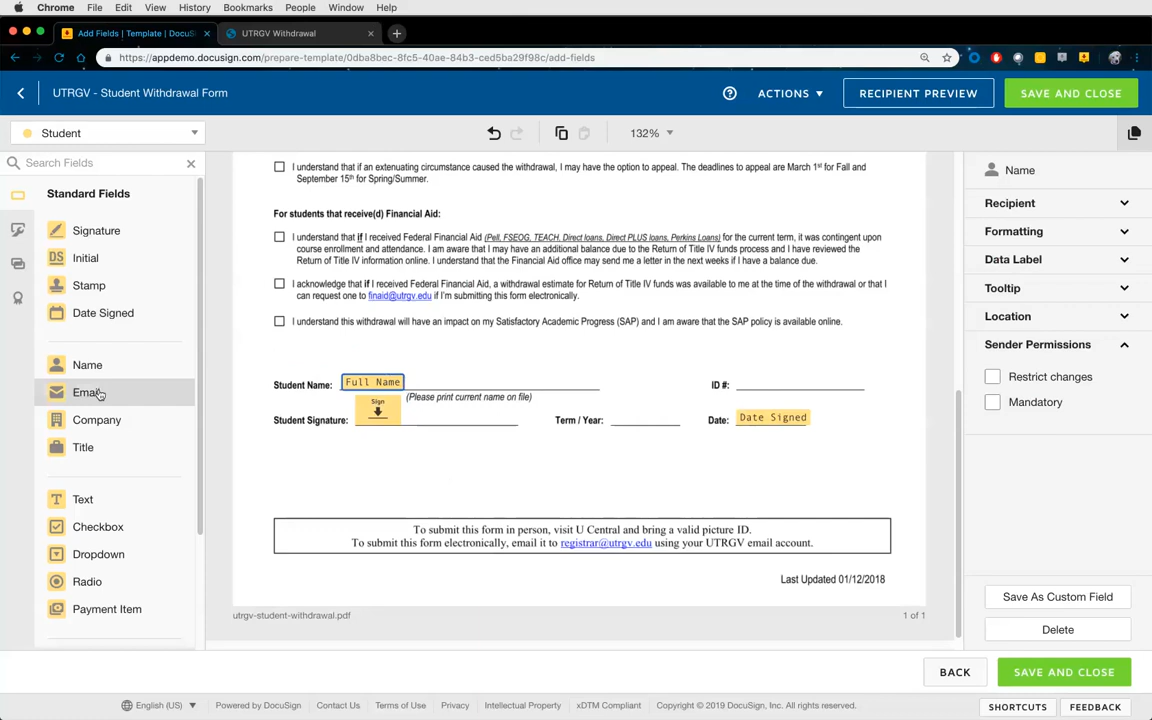 Chrome File Edit View History Bookmarks People Window Help
Add Fields | Template | DocuS
UTRGV Withdrawal
https://appdemo.docusign.com/prepare-template/0dba8bec-8fc5-40ae-84b3-ced5ba29f98c/add-fields
UTRGV - Student Withdrawal Form
ACTIONS
RECIPIENT PREVIEW
SAVE AND CLOSE
Student
132%
Search Fields
Standard Fields
Signature
DS Initial
Stamp
Date Signed
Name
Email
Company
Title
T Text
Checkbox
Dropdown
Radio
Payment Item
I understand that if an extenuating circumstance caused the withdrawal, I may have the option to appeal. The deadlines to appeal are March 1st for Fall and
September 15th for Spring/Summer.
For students that receive(d) Financial Aid:
I understand that if I received Federal Financial Aid (Pell, FSEOG, TEACH, Direct loans, Direct PLUS loans, Perkins Loans) for the current term, it was contingent upon
course enrollment and attendance. I am aware that I may have an additional balance due to the Return of Title IV funds process and I have reviewed the
Return of Title IV information online. I understand that the Financial Aid office may send me a letter in the next weeks if I have a balance due.
I acknowledge that if I received Federal Financial Aid, a withdrawal estimate for Return of Title IV funds was available to me at the time of the withdrawal or that I
can request one to finaid@utrgv.edu if I'm submitting this form electronically.
I understand this withdrawal will have an impact on my Satisfactory Academic Progress (SAP) and I am aware that the SAP policy is available online.
Student Name: Full Name ID #:
(Please print current name on file)
Sign
Student Signature: Term / Year: Date: Date Signed
To submit this form in person, visit U Central and bring a valid picture ID.
To submit this form electronically, email it to registrar@utrgv.edu using your UTRGV email account.
Last Updated 01/12/2018
utrgv-student-withdrawal.pdf
1 of 1
Name
Recipient
Formatting
Data Label
Tooltip
Location
Sender Permissions
Restrict changes
Mandatory
Save As Custom Field
Delete
BACK
SAVE AND CLOSE
English (US) Powered by DocuSign Contact Us Terms of Use Privacy Intellectual Property xDTM Compliant Copyright © 2019 DocuSign, Inc. All rights reserved.
SHORTCUTS
FEEDBACK